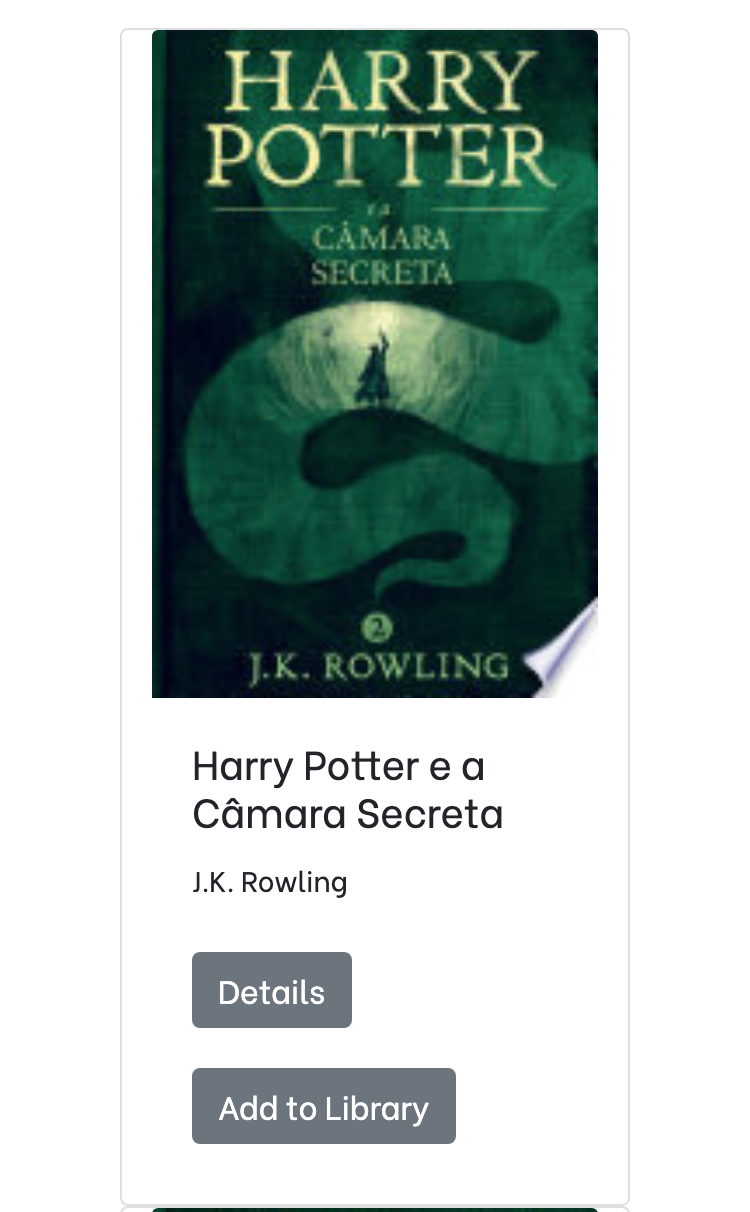 HARRY
POTTER
e a
CÂMARA
SECRETA
2
J.K. ROWLING
Harry Potter e a
Câmara Secreta
J.K. Rowling
Details
Add to Library